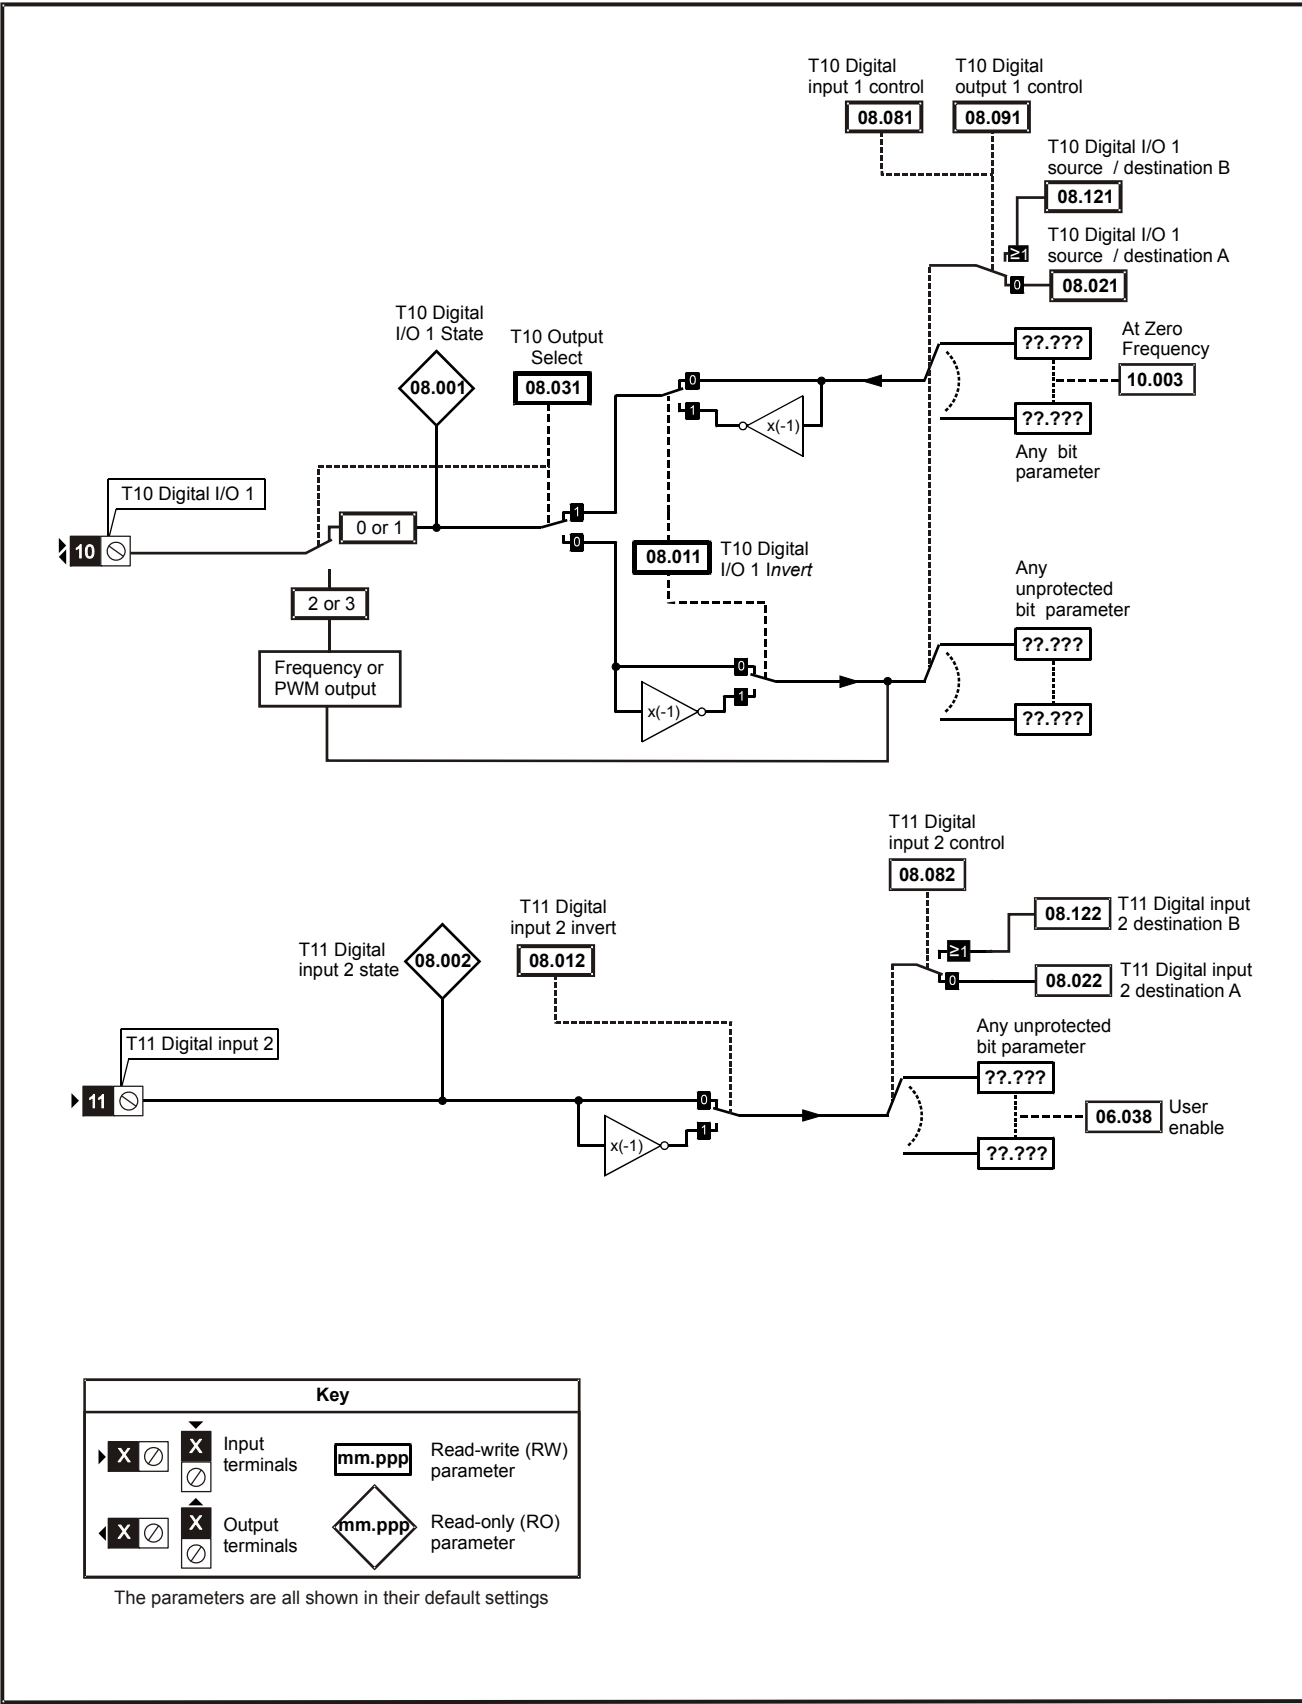 T10 Digital
input 1 control
08.081
T10 Digital
output 1 control
08.091
T10 Digital I/O 1
source / destination B
08.121
≥1
T10 Digital I/O 1
source / destination A
0
08.021
T10 Digital
I/O 1 State
08.001
T10 Output
Select
08.031
0
1
x(-1)
??.???
At Zero
Frequency
10.003
??.???
Any bit
parameter
T10 Digital I/O 1
10
0 or 1
1
0
08.011
T10 Digital
I/O 1 Invert
2 or 3
Frequency or
PWM output
Any
unprotected
bit parameter
??.???
??.???
0
1
x(-1)
T11 Digital
input 2 control
08.082
≥1
08.122
T11 Digital input
2 destination B
0
08.022
T11 Digital input
2 destination A
T11 Digital
input 2 state
08.002
T11 Digital
input 2 invert
08.012
T11 Digital input 2
11
0
1
x(-1)
Any unprotected
bit parameter
??.???
06.038
User
enable
??.???
Key
X
X
Input
terminals
mm.ppp
Read-write (RW)
parameter
X
X
Output
terminals
mm.ppp
Read-only (RO)
parameter
The parameters are all shown in their default settings